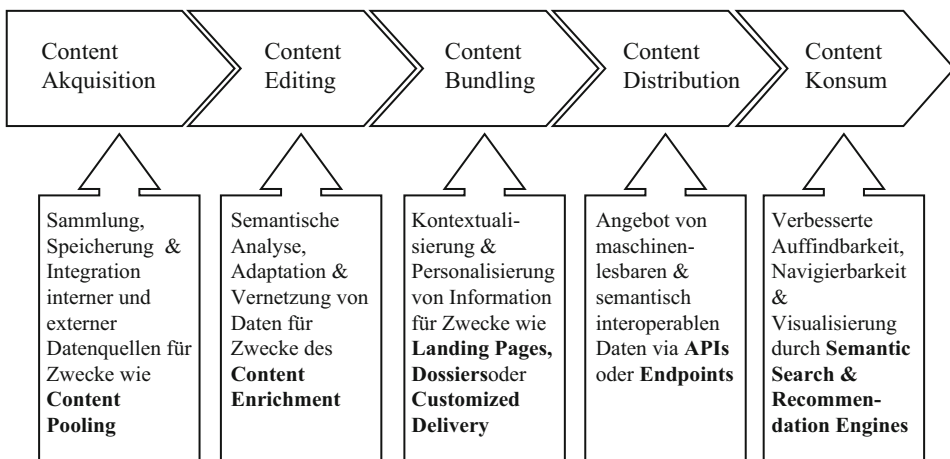 Content
Akquisition
Content
Editing
Content
Bundling
Content
Distribution
Content
Konsum
Sammlung,
Speicherung &
Integration
interner und
externer
Datenquellen für
Zwecke wie
Content
Pooling
Semantische
Analyse,
Adaptation &
Vernetzung von
Daten für
Zwecke des
Content
Enrichment
Kontextuali-
sierung &
Personalisierung
von Information
für Zwecke wie
Landing Pages,
Dossiersoder
Customized
Delivery
Angebot von
maschinen-
lesbaren &
semantisch
interoperablen
Daten via APIs
oder Endpoints
Verbesserte
Auffindbarkeit,
Navigierbarkeit
&
Visualisierung
durch Semantic
Search &
Recommen-
dation Engines